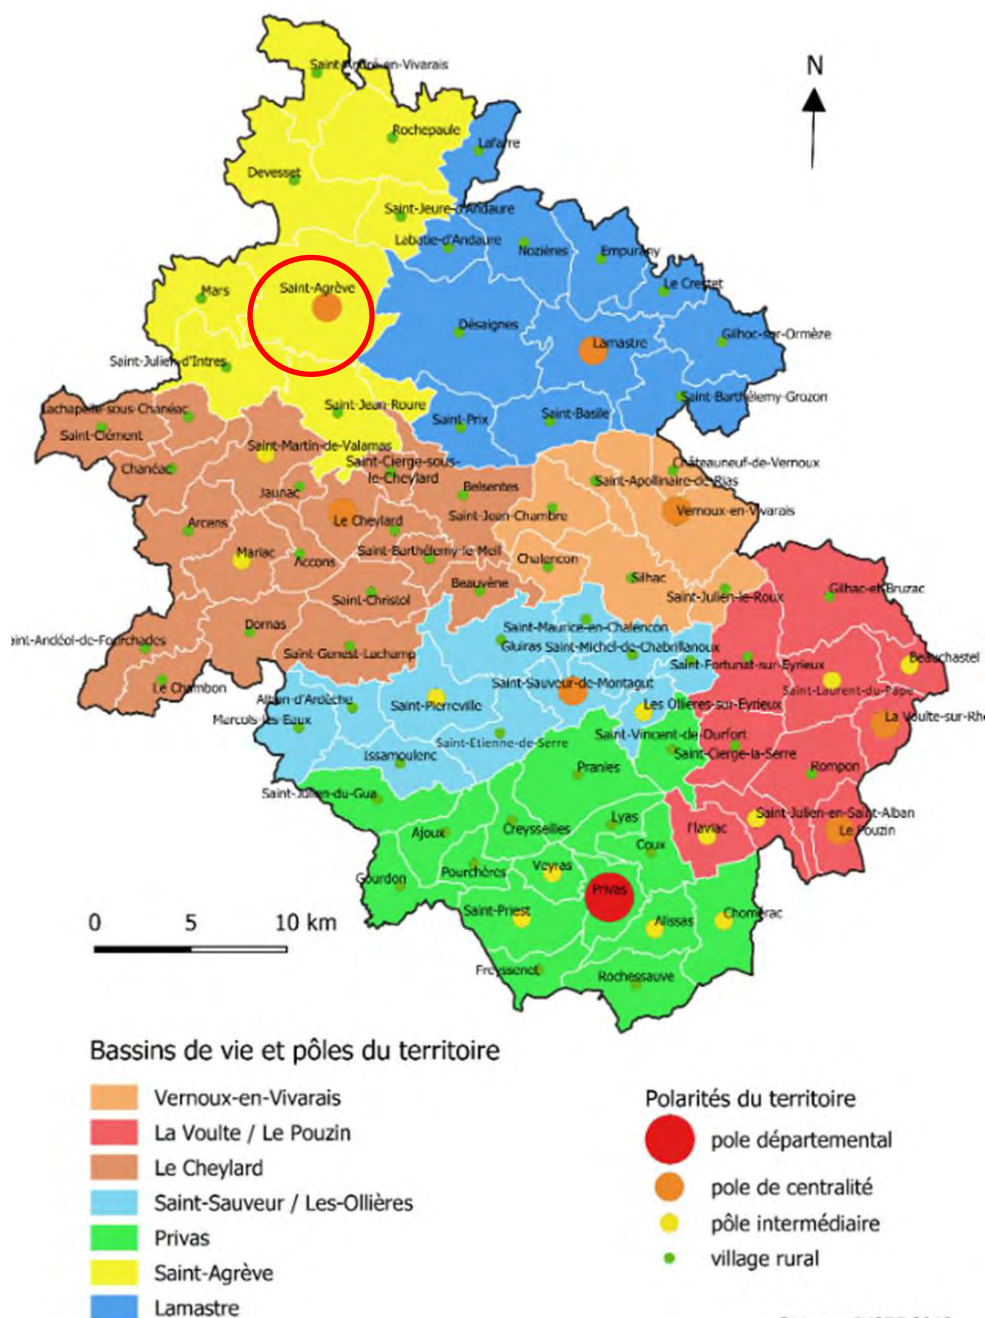 Saint-André-en-Vivarais
N
Rochepaule
Lafarre
Devesset
Saint-Jeure-d'Andaure
Labatie-d'Andaure
Nozières
Empurany
Saint-Agrève
Mars
Le Crestet
Désaignes
Gilhoc-sur-Ormèze
Lamastre
Saint-Julien-d'Intres
Saint-Barthélemy-Grozon
Saint-Jean-Roure
Lachapelle-sous-Chanéac
Saint-Prix
Saint-Basile
Saint-Clément
Saint-Martin-de-Valamas
Saint-Cierge-sous-
le-Cheylard
Châteauneuf-de-Vernoux
Chanéac
Saint-Apollinaire-de-Rias
Jaunac
Belsentes
Vernoux-en-Vivarais
Saint-Jean-Chambre
Le Cheylard
Arcens
Saint-Barthélemy-le-Meil
Mariac
Accons
Chalencon
Beauvène
Silhac
Gilhac-et-Bruzac
Saint-Julien-le-Roux
Saint-Christol
Dornas
Saint-Maurice-en-Chalencon
aint-Andéol-de-Fourchades
Gluiras
Saint-Michel-de-Chabrillanoux
Saint-Genest-Lachamp
Beauchastel
Saint-Fortunat-sur-Eyrieux
Le Chambon
Saint-Sauveur-de-Montagut
Saint-Laurent-du-Pape
Albon d'Ardèche
Saint-Pierreville
Les Ollières-sur-Eyrieux
Marcols-les-Eaux
La Voulte-sur-Rhe
Saint-Etienne-de-Serre
Saint-Vincent-de-Durfort
Saint-Cierge-la-Serre
Issamoulenc
Pranles
Rompon
Saint-Julien-du-Gua
Saint-Julien-en-Saint-Alban
Lyas
Flaviac
Le Pouzin
Ajoux
Creysseilles
Coux
Pourchères
Veyras
Gourdon
Privas
Saint-Priest
Alissas
Chomérac
0 5 10 km
Freyssenet
Rochessauve
Bassins de vie et pôles du territoire
Vernoux-en-Vivarais
La Voulte / Le Pouzin
Le Cheylard
Saint-Sauveur / Les-Ollières
Privas
Saint-Agrève
Lamastre
Polarités du territoire
pole départemental
pole de centralité
pôle intermédiaire
village rural